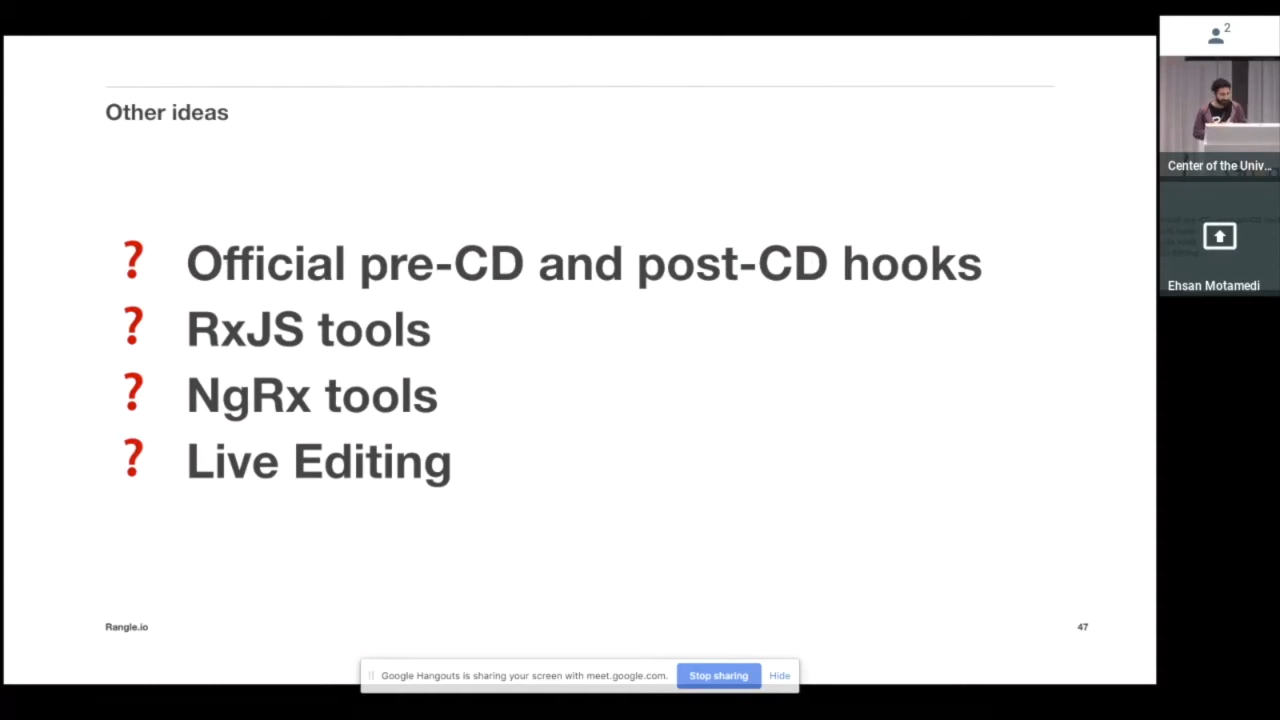 Other ideas
? Official pre-CD and post-CD hooks
? RxJS tools
? NgRx tools
? Live Editing
Rangle.io
47
Google Hangouts is sharing your screen with meet.google.com.
Stop sharing
Hide
2
Center of the Univ...
Ehsan Motamedi